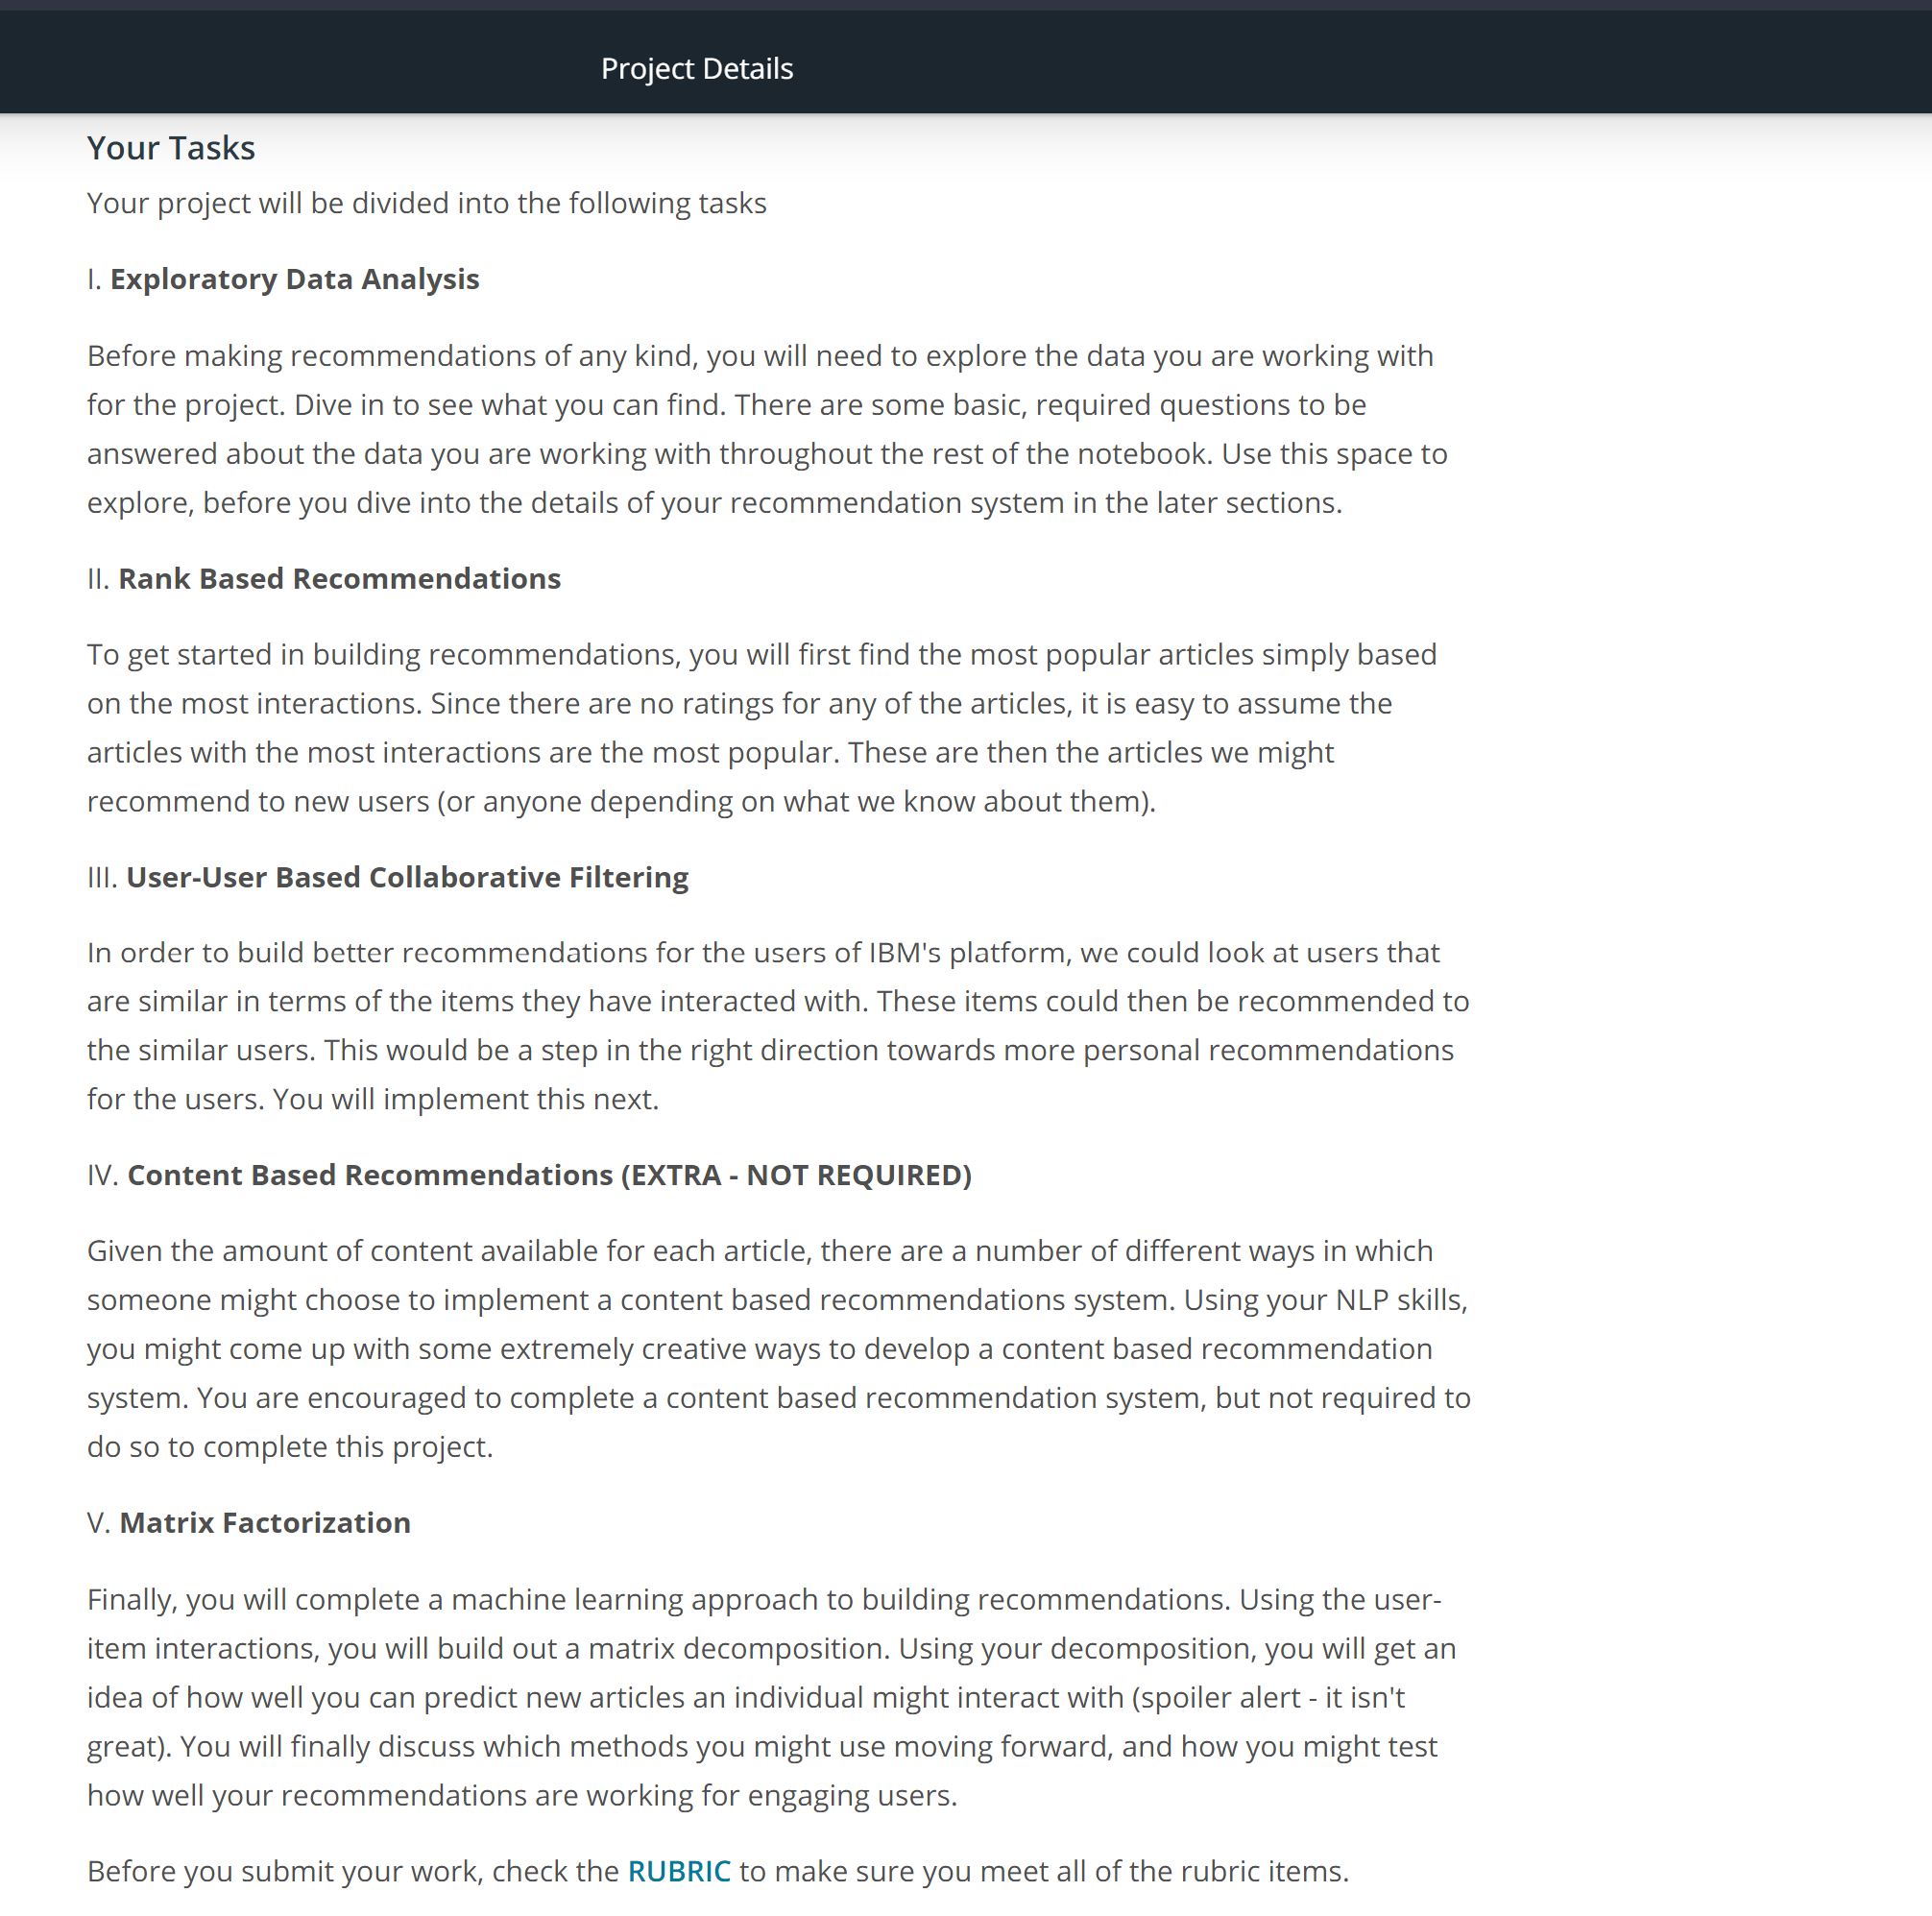 Project Details
Your Tasks
Your project will be divided into the following tasks
I. Exploratory Data Analysis
Before making recommendations of any kind, you will need to explore the data you are working with
for the project. Dive in to see what you can find. There are some basic, required questions to be
answered about the data you are working with throughout the rest of the notebook. Use this space to
explore, before you dive into the details of your recommendation system in the later sections.
II. Rank Based Recommendations
To get started in building recommendations, you will first find the most popular articles simply based
on the most interactions. Since there are no ratings for any of the articles, it is easy to assume the
articles with the most interactions are the most popular. These are then the articles we might
recommend to new users (or anyone depending on what we know about them).
III. User-User Based Collaborative Filtering
In order to build better recommendations for the users of IBM's platform, we could look at users that
are similar in terms of the items they have interacted with. These items could then be recommended to
the similar users. This would be a step in the right direction towards more personal recommendations
for the users. You will implement this next.
IV. Content Based Recommendations (EXTRA - NOT REQUIRED)
Given the amount of content available for each article, there are a number of different ways in which
someone might choose to implement a content based recommendations system. Using your NLP skills,
you might come up with some extremely creative ways to develop a content based recommendation
system. You are encouraged to complete a content based recommendation system, but not required to
do so to complete this project.
V. Matrix Factorization
Finally, you will complete a machine learning approach to building recommendations. Using the user-
item interactions, you will build out a matrix decomposition. Using your decomposition, you will get an
idea of how well you can predict new articles an individual might interact with (spoiler alert - it isn't
great). You will finally discuss which methods you might use moving forward, and how you might test
how well your recommendations are working for engaging users.
Before you submit your work, check the RUBRIC to make sure you meet all of the rubric items.